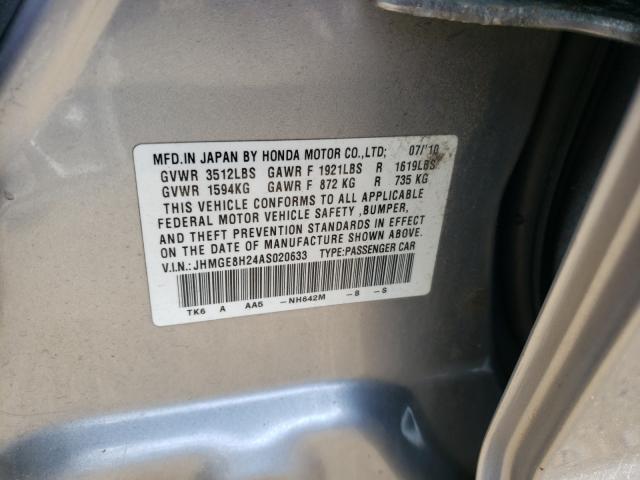 MFD.IN JAPAN BY HONDA MOTOR CO.,LTD; 07/'10
GVWR 3512LBS GAWR F 1921LBS R 1619LBS
GVWR 1594KG GAWR F 872 KG R 735 KG
THIS VEHICLE CONFORMS TO ALL APPLICABLE
FEDERAL MOTOR VEHICLE SAFETY ,BUMPER,
AND THEFT PREVENTION STANDARDS IN EFFECT
ON THE DATE OF MANUFACTURE SHOWN ABOVE.
V.I.N.:JHMGE8H24AS020633 TYPE:PASSENGER CAR
TK6 A AA5 -NH642M -B -S